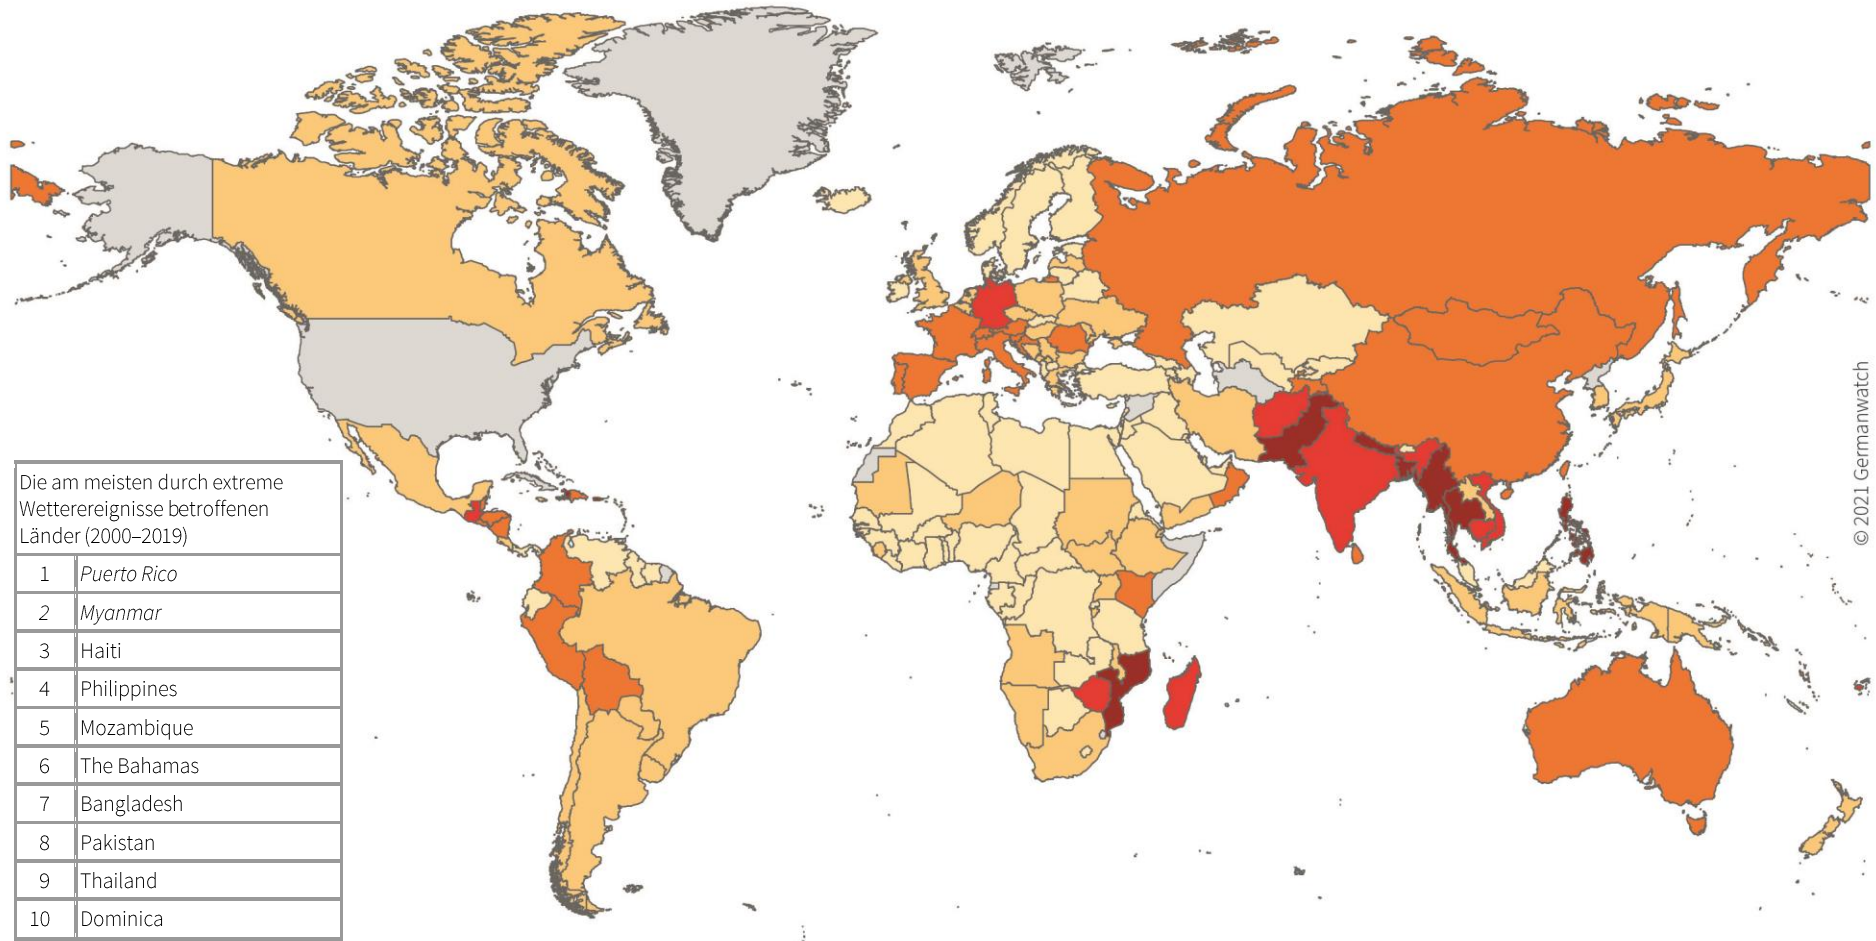 Die am meisten durch extreme
Wetterereignisse betroffenen
Länder (2000–2019)
1 Puerto Rico
2 Myanmar
3 Haiti
4 Philippines
5 Mozambique
6 The Bahamas
7 Bangladesh
8 Pakistan
9 Thailand
10 Dominica
© 2021 Germanwatch